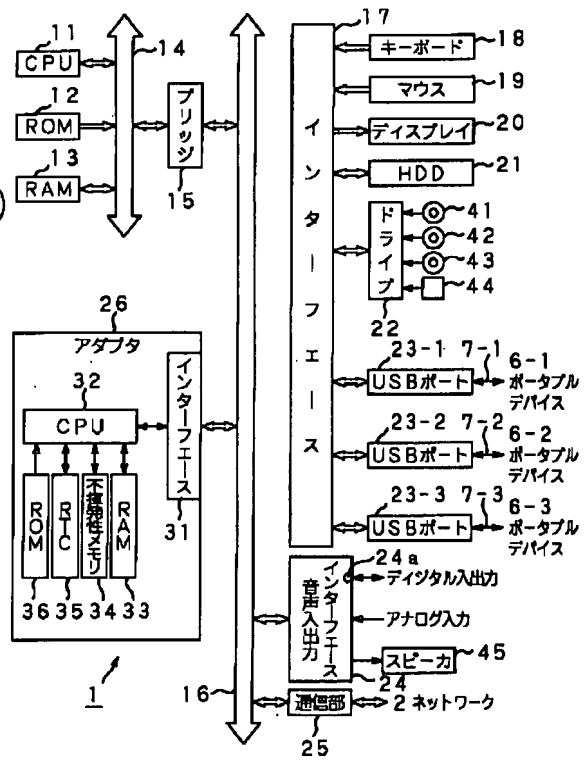 11
CPU
12
ROM
13
RAM
14
ブリッジ
15
17
インターフェース
キーボード
18
マウス
19
ディスプレイ
20
HDD
21
ドライブ
41
42
43
44
22
23-1
USBポート
7-1
6-1
ポータブル
デバイス
23-2
USBポート
7-2
6-2
ポータブル
デバイス
23-3
USBポート
7-3
6-3
ポータブル
デバイス
26
アダプタ
32
CPU
インターフェース
31
ROM
RTC
不揮発性メモリ
RAM
36
35
34
33
24a
音声入出力
インターフェース
ディジタル入出力
アナログ入力
スピーカ
45
24
1
16
通信部
2 ネットワーク
25